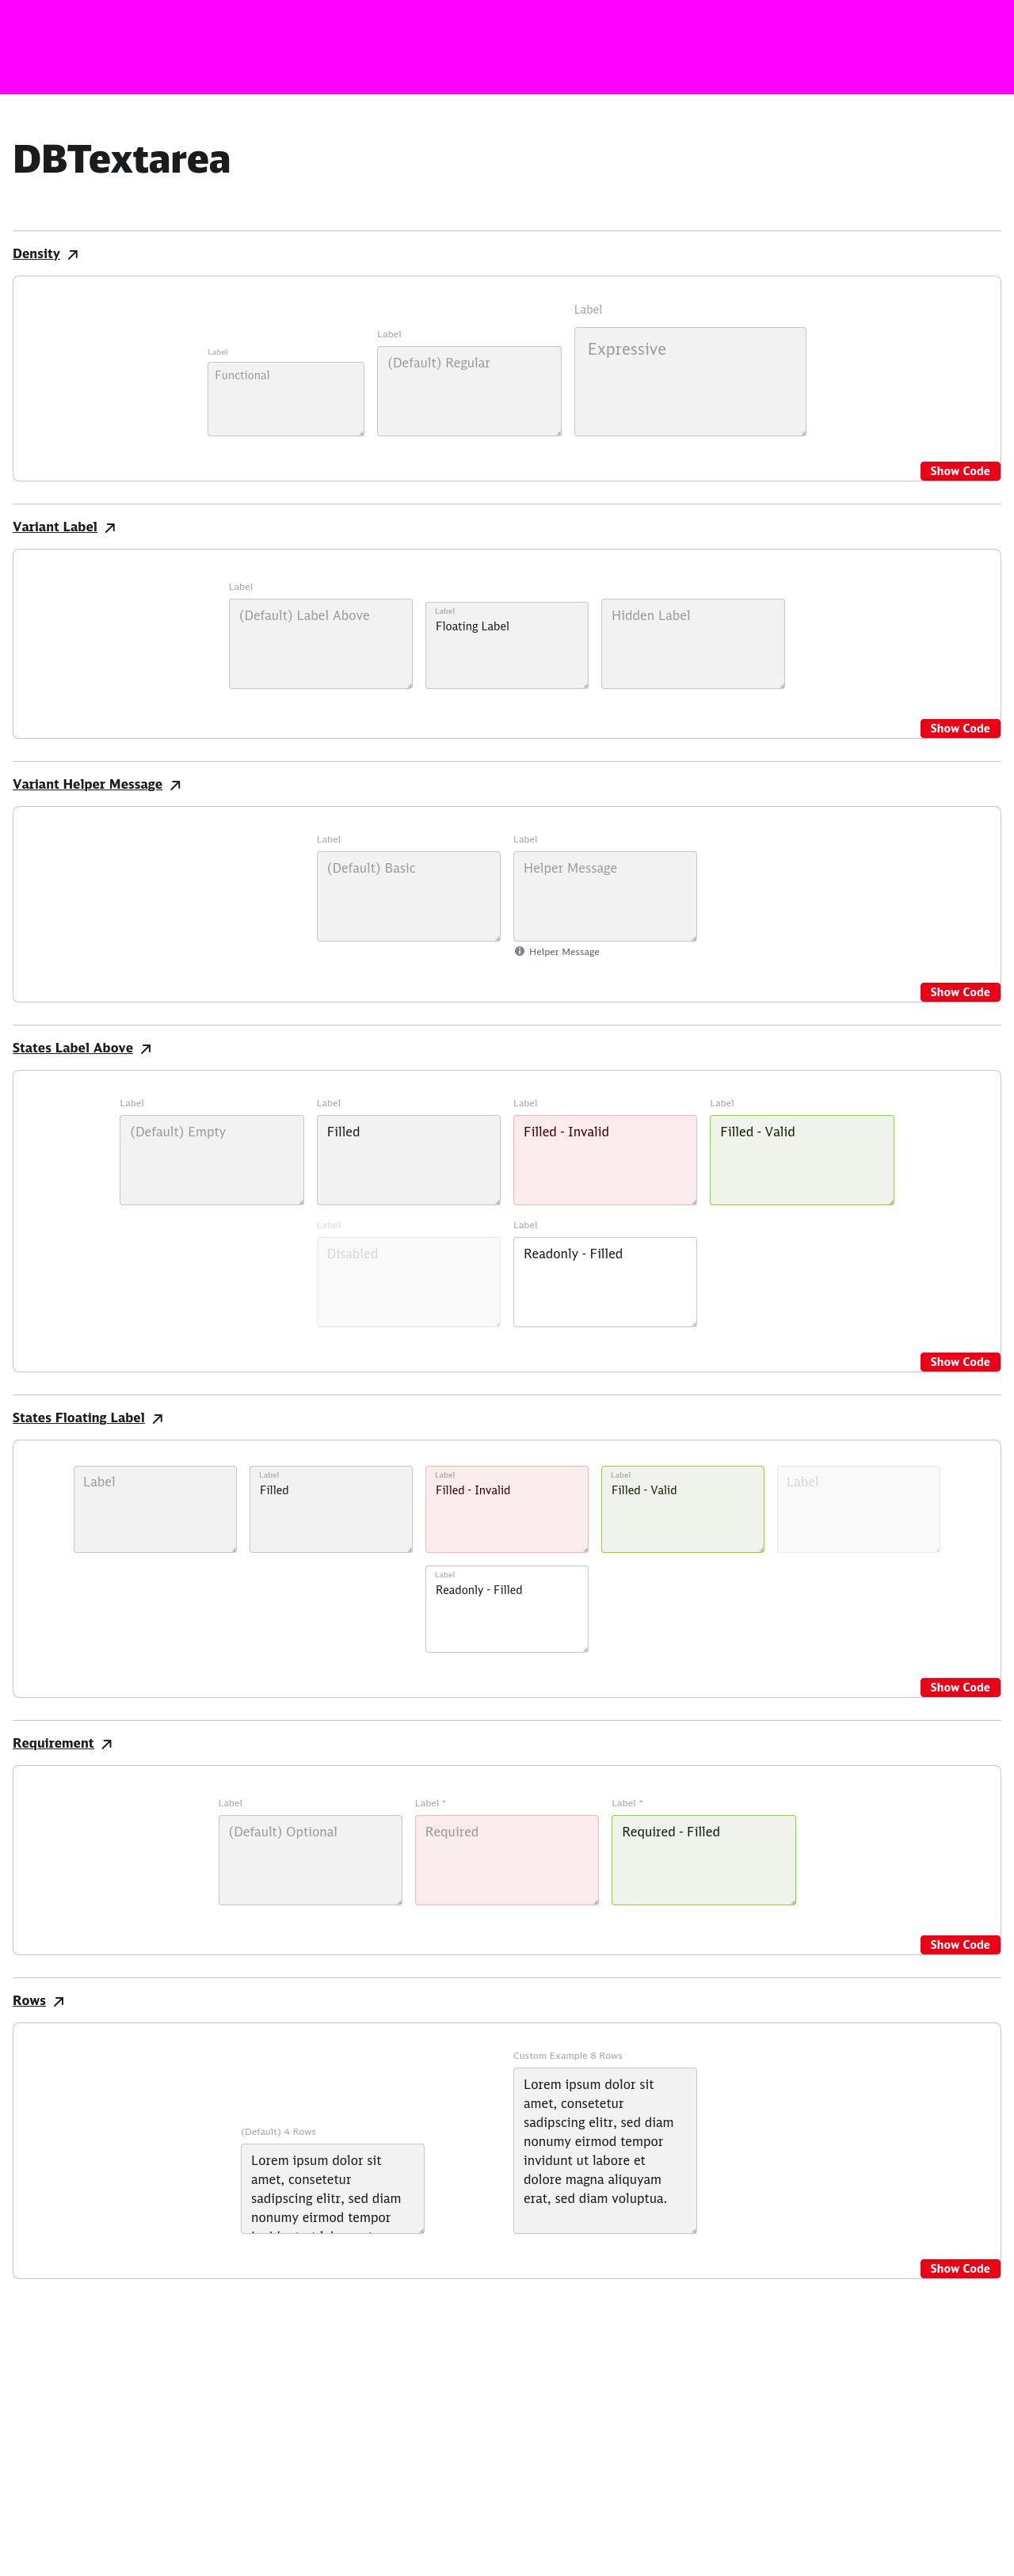 DBTextarea
Density
Label
Functional
Label
(Default) Regular
Label
Expressive
Show Code
Variant Label
Label
(Default) Label Above
Label
Floating Label
Hidden Label
Show Code
Variant Helper Message
Label
(Default) Basic
Label
Helper Message
Helper Message
Show Code
States Label Above
Label
(Default) Empty
Label
Filled
Label
Filled - Invalid
Label
Filled - Valid
Label
Disabled
Label
Readonly - Filled
Show Code
States Floating Label
Label
Label
Filled
Label
Filled - Invalid
Label
Filled - Valid
Label
Label
Readonly - Filled
Show Code
Requirement
Label
(Default) Optional
Label *
Required
Label *
Required - Filled
Show Code
Rows
(Default) 4 Rows
Lorem ipsum dolor sit
amet, consetetur
sadipscing elitr, sed diam
nonumy eirmod tempor
Custom Example 8 Rows
Lorem ipsum dolor sit
amet, consetetur
sadipscing elitr, sed diam
nonumy eirmod tempor
invidunt ut labore et
dolore magna aliquyam
erat, sed diam voluptua.
Show Code